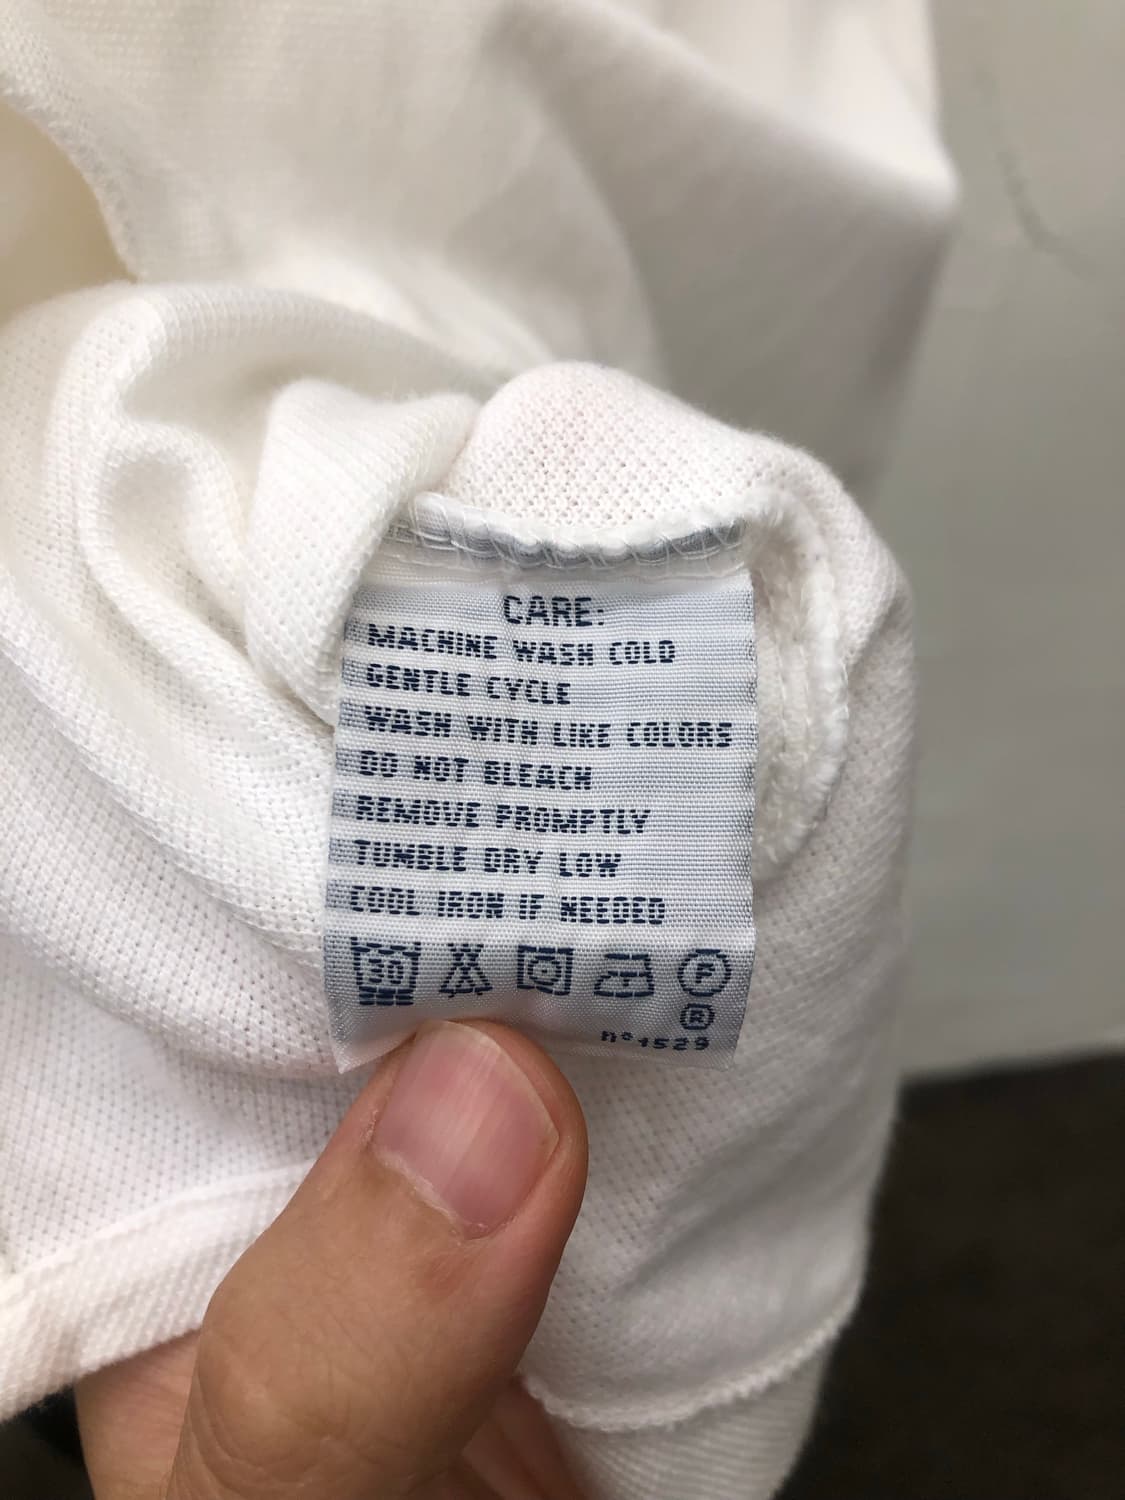 CARE:
MACHINE WASH COLD
GENTLE CYCLE
WASH WITH LIKE COLORS
DO NOT BLEACH
REMOVE PROMPTLY
TUMBLE DRY LOW
COOL IRON IF NEEDED
30 F
R
n° 1529